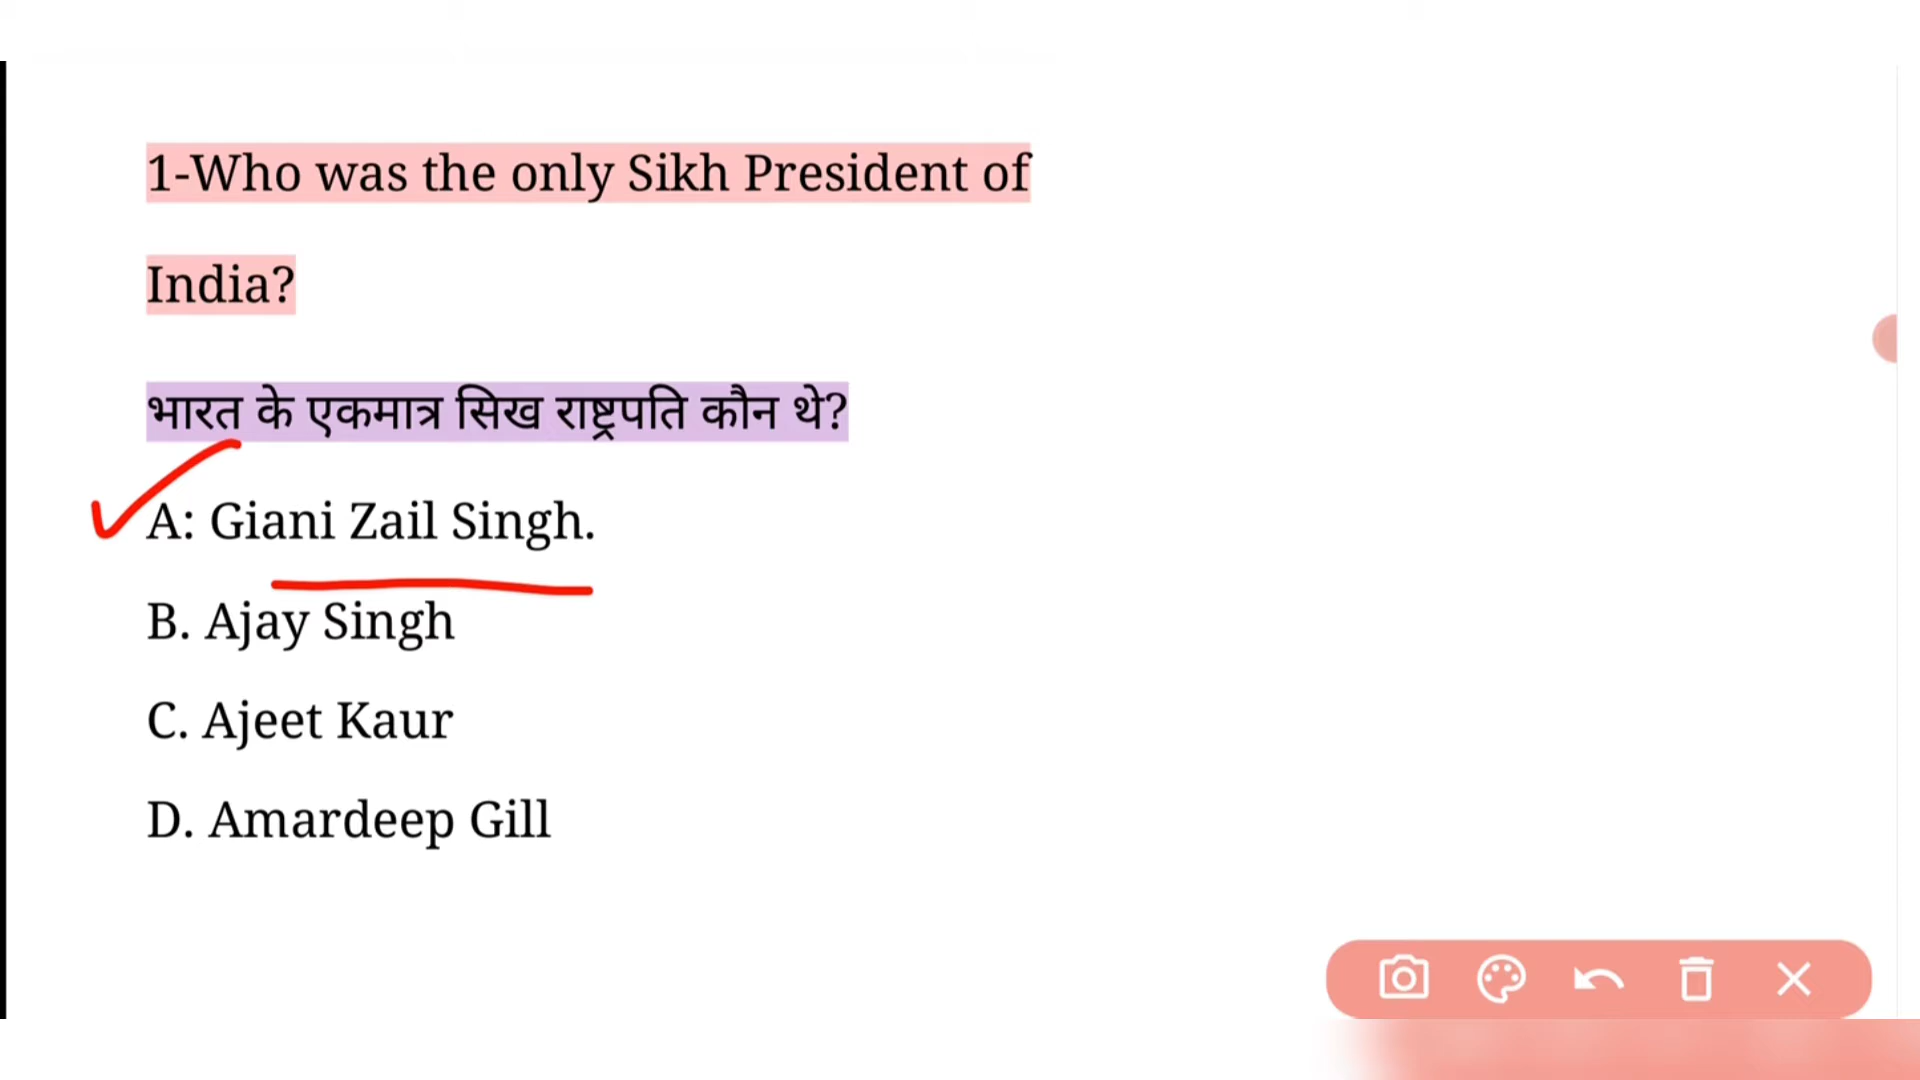 1-Who was the only Sikh President of
India?
भारत के एकमात्र सिख राष्ट्रपति कौन थे?
A: Giani Zail Singh.
B. Ajay Singh
C. Ajeet Kaur
D. Amardeep Gill